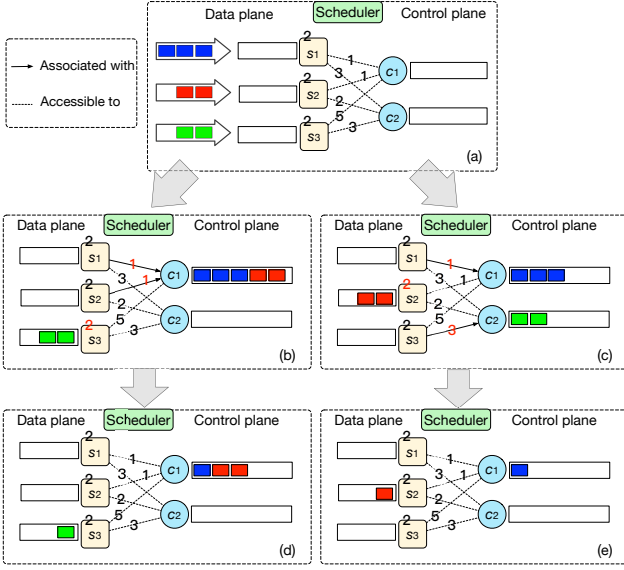 Data plane Scheduler Control plane
Associated with
Accessible to
2 S1 1
3 1 C1
2 S2 2
5 C2
2 S3 3
(a)
Data plane Scheduler Control plane
2 S1 1
3 1 C1
2 S2 2
5 C2
2 S3 3
(b)
Data plane Scheduler Control plane
2 S1 1
3 1 C1
2 S2 2
5 C2
2 S3 3
(c)
Data plane Scheduler Control plane
2 S1 1
3 1 C1
2 S2 2
5 C2
2 S3 3
(d)
Data plane Scheduler Control plane
2 S1 1
3 1 C1
2 S2 2
5 C2
2 S3 3
(e)